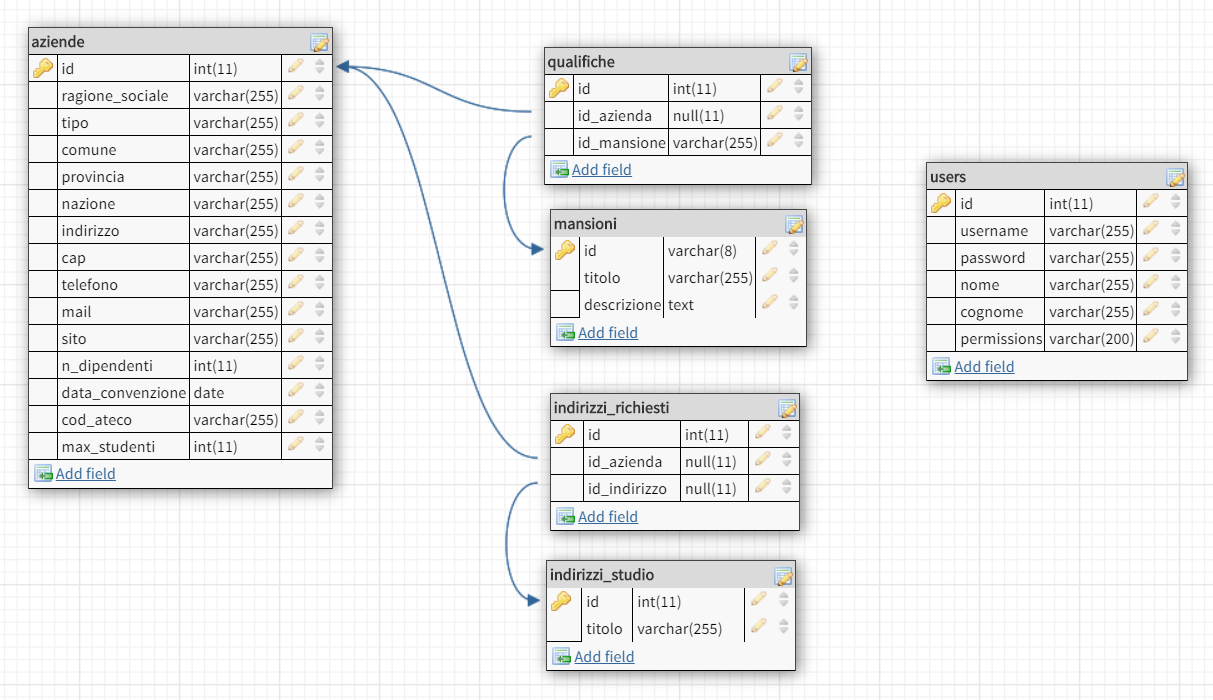 aziende
id int(11)
ragione_sociale varchar(255)
tipo varchar(255)
comune varchar(255)
provincia varchar(255)
nazione varchar(255)
indirizzo varchar(255)
cap varchar(255)
telefono varchar(255)
mail varchar(255)
sito varchar(255)
n_dipendenti int(11)
data_convenzione date
cod_ateco varchar(255)
max_studenti int(11)
Add field
qualifiche
id int(11)
id_azienda null(11)
id_mansione varchar(255)
Add field
mansioni
id varchar(8)
titolo varchar(255)
descrizione text
Add field
indirizzi_richiesti
id int(11)
id_azienda null(11)
id_indirizzo null(11)
Add field
indirizzi_studio
id int(11)
titolo varchar(255)
Add field
users
id int(11)
username varchar(255)
password varchar(255)
nome varchar(255)
cognome varchar(255)
permissions varchar(200)
Add field